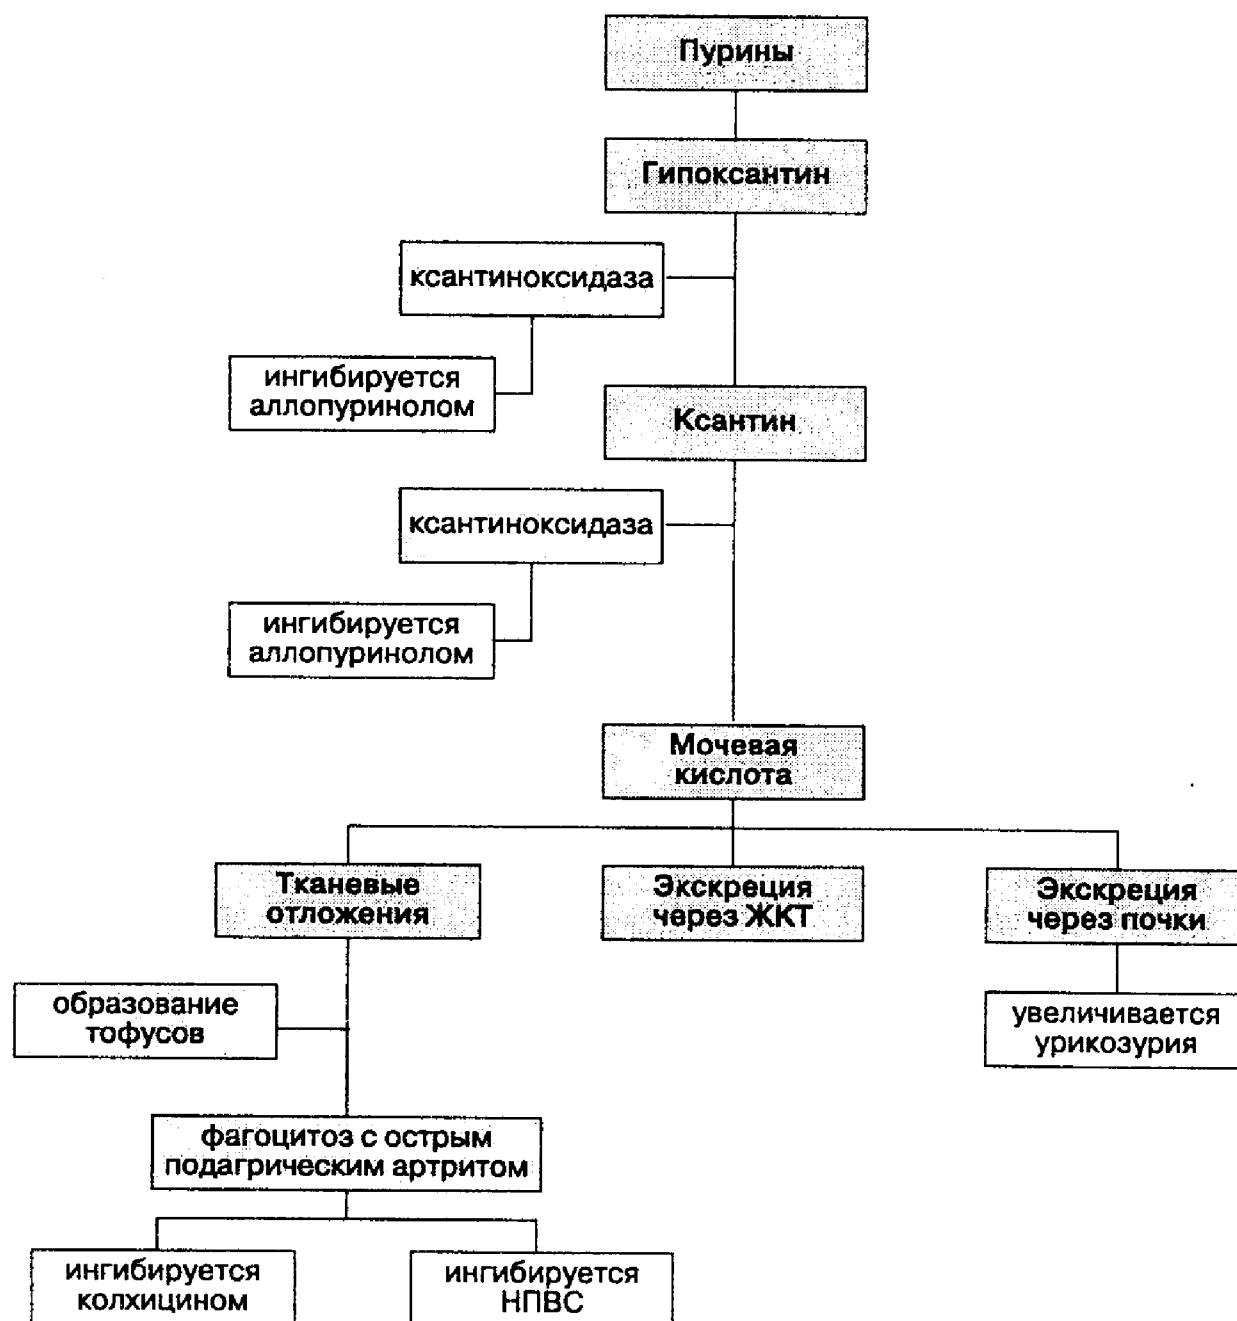 Пурины
Гипоксантин
ксантиноксидаза
ингибируется
аллопуринолом
Ксантин
ксантиноксидаза
ингибируется
аллопуринолом
Мочевая
кислота
Тканевые
отложения
Экскреция
через ЖКТ
Экскреция
через почки
образование
тофусов
увеличивается
урикозурия
фагоцитоз с острым
подагрическим артритом
ингибируется
колхицином
ингибируется
НПВС